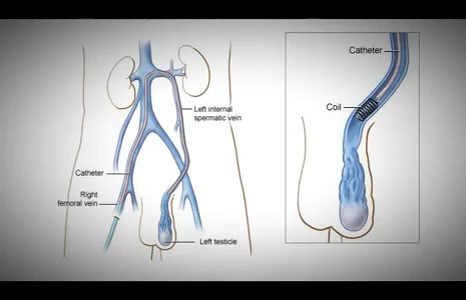 Left internal
spermatic vein
Catheter
Right
femoral vein
Left testicle
Catheter
Coil